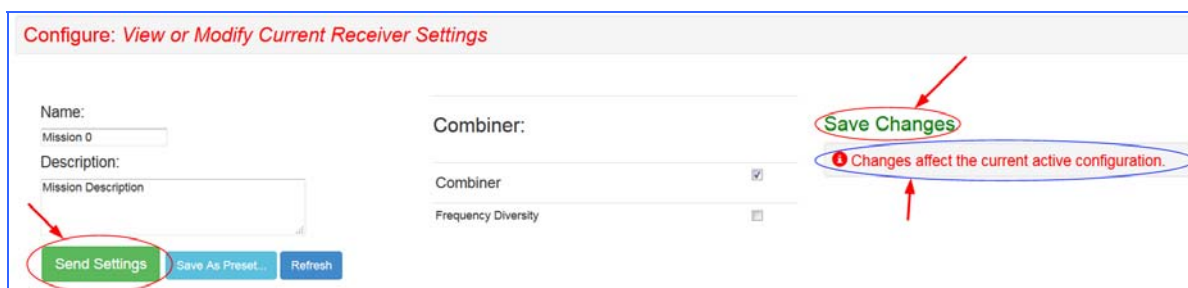 Configure: View or Modify Current Receiver Settings
Name:
Mission 0
Description:
Mission Description
Send Settings
Save As Preset...
Refresh
Combiner:
Combiner
Frequency Diversity
Save Changes
Changes affect the current active configuration.